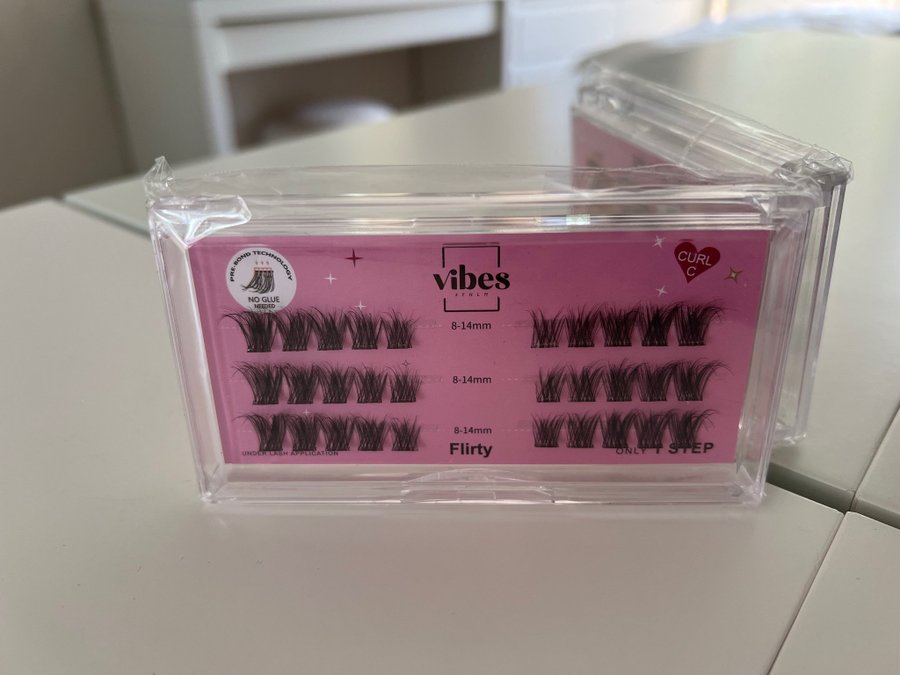 PRE-BOND TECHNOLOGY
NO GLUE
NEEDED
vibes
CURL
C
8-14mm
8-14mm
8-14mm
UNDER LASH APPLICATION
Flirty
ONLY 1 STEP